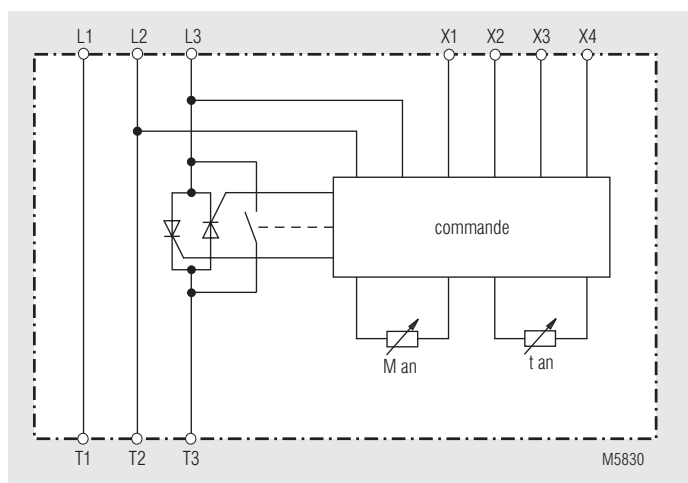 L1 L2 L3 X1 X2 X3 X4
commande
M an
t an
T1 T2 T3
M5830